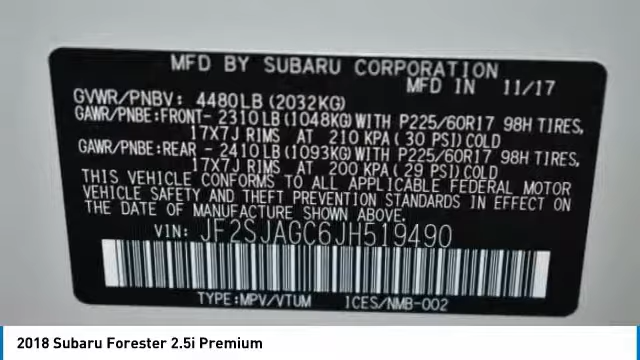 MFD BY SUBARU CORPORATION
MFD IN 11/17
GVWR/PNBV: 4480LB (2032KG)
GAWR/PNBE:FRONT- 2310LB (1048KG) WITH P225/60R17 98H TIRES,
17X7J RIMS AT 210 KPA ( 30 PSI) COLD
GAWR/PNBE:REAR - 2410LB (1093KG) WITH P225/60R17 98H TIRES,
17X7J RIMS AT 200 KPA ( 29 PSI) COLD
THIS VEHICLE CONFORMS TO ALL APPLICABLE FEDERAL MOTOR
VEHICLE SAFETY AND THEFT PREVENTION STANDARDS IN EFFECT ON
THE DATE OF MANUFACTURE SHOWN ABOVE.
VIN: JF2SJAGC6JH519490
TYPE:MPV/VTUM ICES/NMB-002
2018 Subaru Forester 2.5i Premium